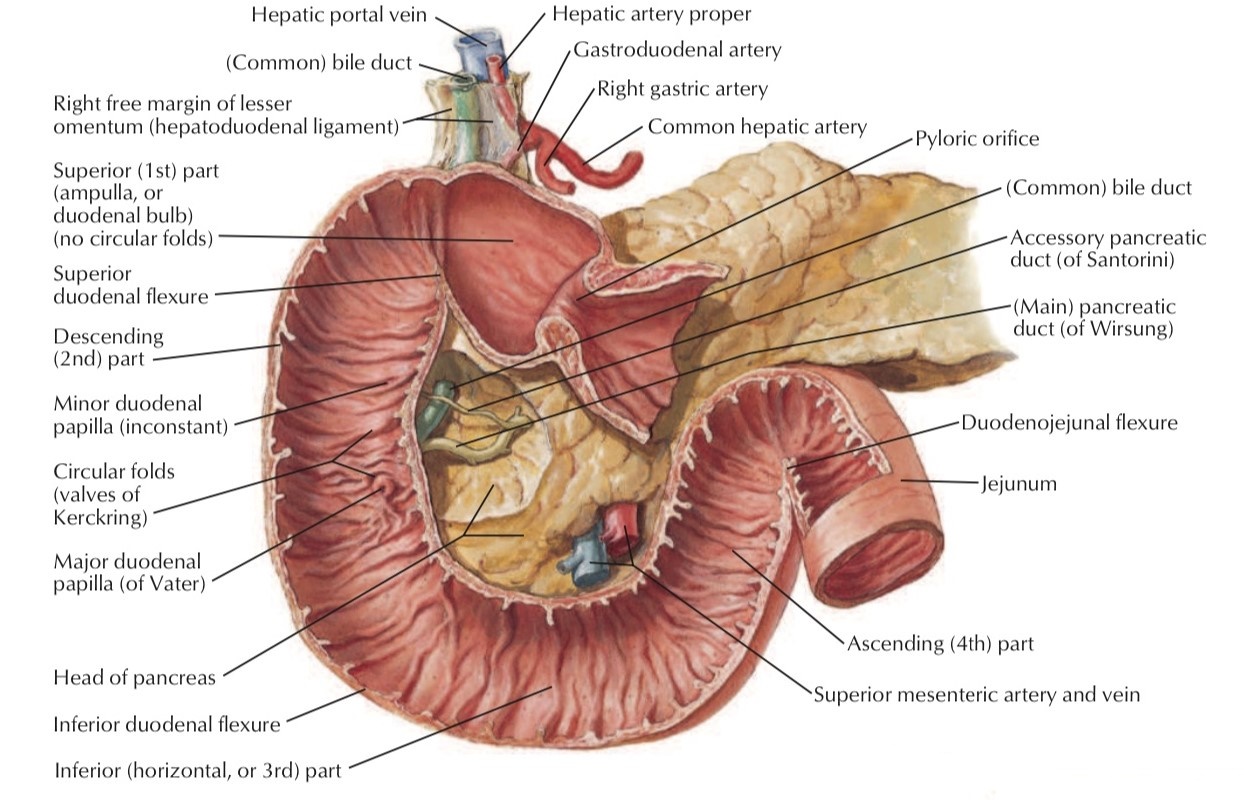 Hepatic portal vein
Hepatic artery proper
(Common) bile duct
Gastroduodenal artery
Right gastric artery
Right free margin of lesser
omentum (hepatoduodenal ligament)
Common hepatic artery
Pyloric orifice
Superior (1st) part
(ampulla, or
duodenal bulb)
(no circular folds)
(Common) bile duct
Accessory pancreatic
duct (of Santorini)
Superior
duodenal flexure
(Main) pancreatic
duct (of Wirsung)
Descending
(2nd) part
Minor duodenal
papilla (inconstant)
Duodenojejunal flexure
Circular folds
(valves of
Kerckring)
Jejunum
Major duodenal
papilla (of Vater)
Ascending (4th) part
Head of pancreas
Superior mesenteric artery and vein
Inferior duodenal flexure
Inferior (horizontal, or 3rd) part